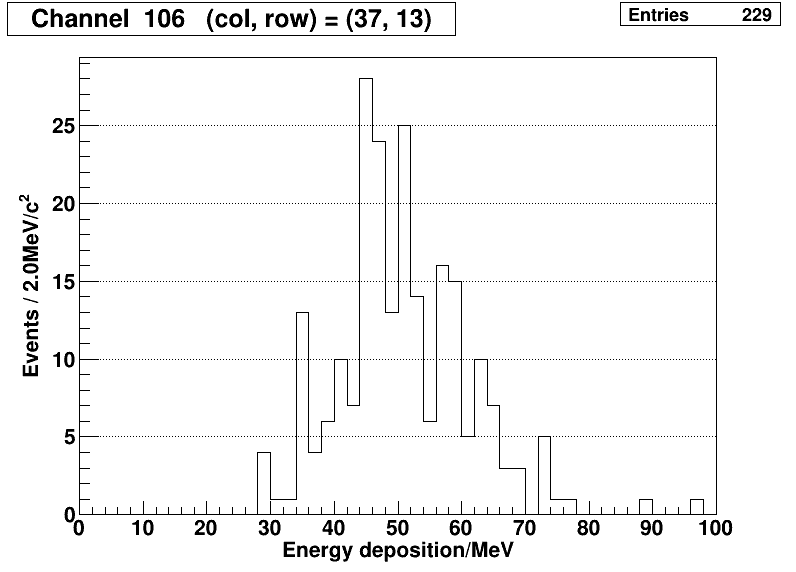 Channel 106 (col, row) = (37, 13)
Entries 229
Events / 2.0MeV/c²
25
20
15
10
5
0
0 10 20 30 40 50 60 70 80 90 100
Energy deposition/MeV